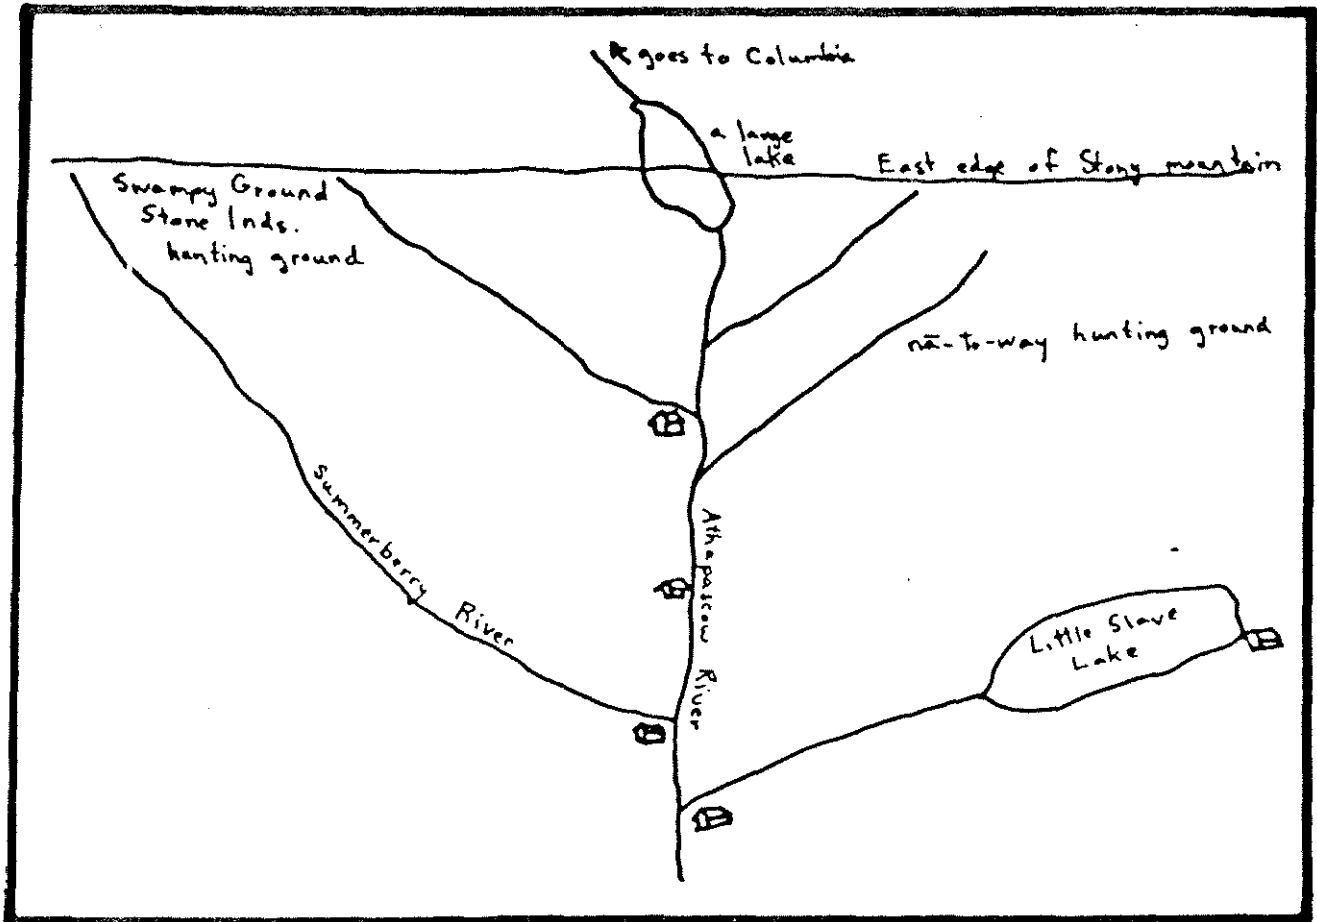 goes to Columbia
a large
lake
East edge of Stony mountain
Swampy Ground
Stone Inds.
hunting ground
nā-to-way hunting ground
Summerberry River
Athapascow River
Little Slave
Lake